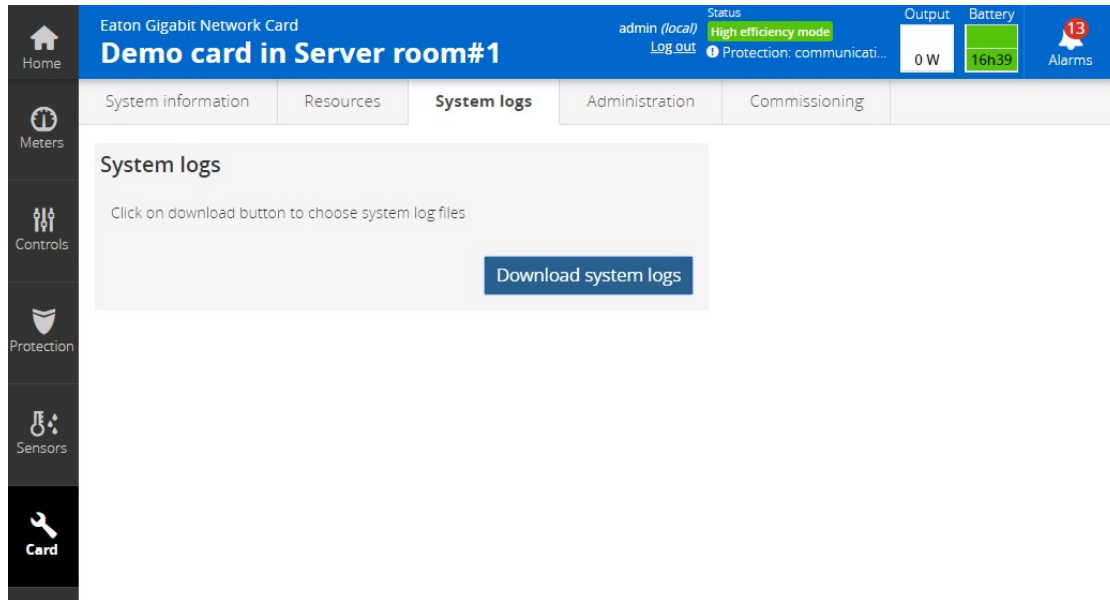 Eaton Gigabit Network Card
Demo card in Server room#1
admin (local)
Log out
Status
High efficiency mode
Protection: communicati...
Output
0 W
Battery
16h39
13
Alarms
Home
Meters
Controls
Protection
Sensors
Card
System information
Resources
System logs
Administration
Commissioning
System logs
Click on download button to choose system log files
Download system logs